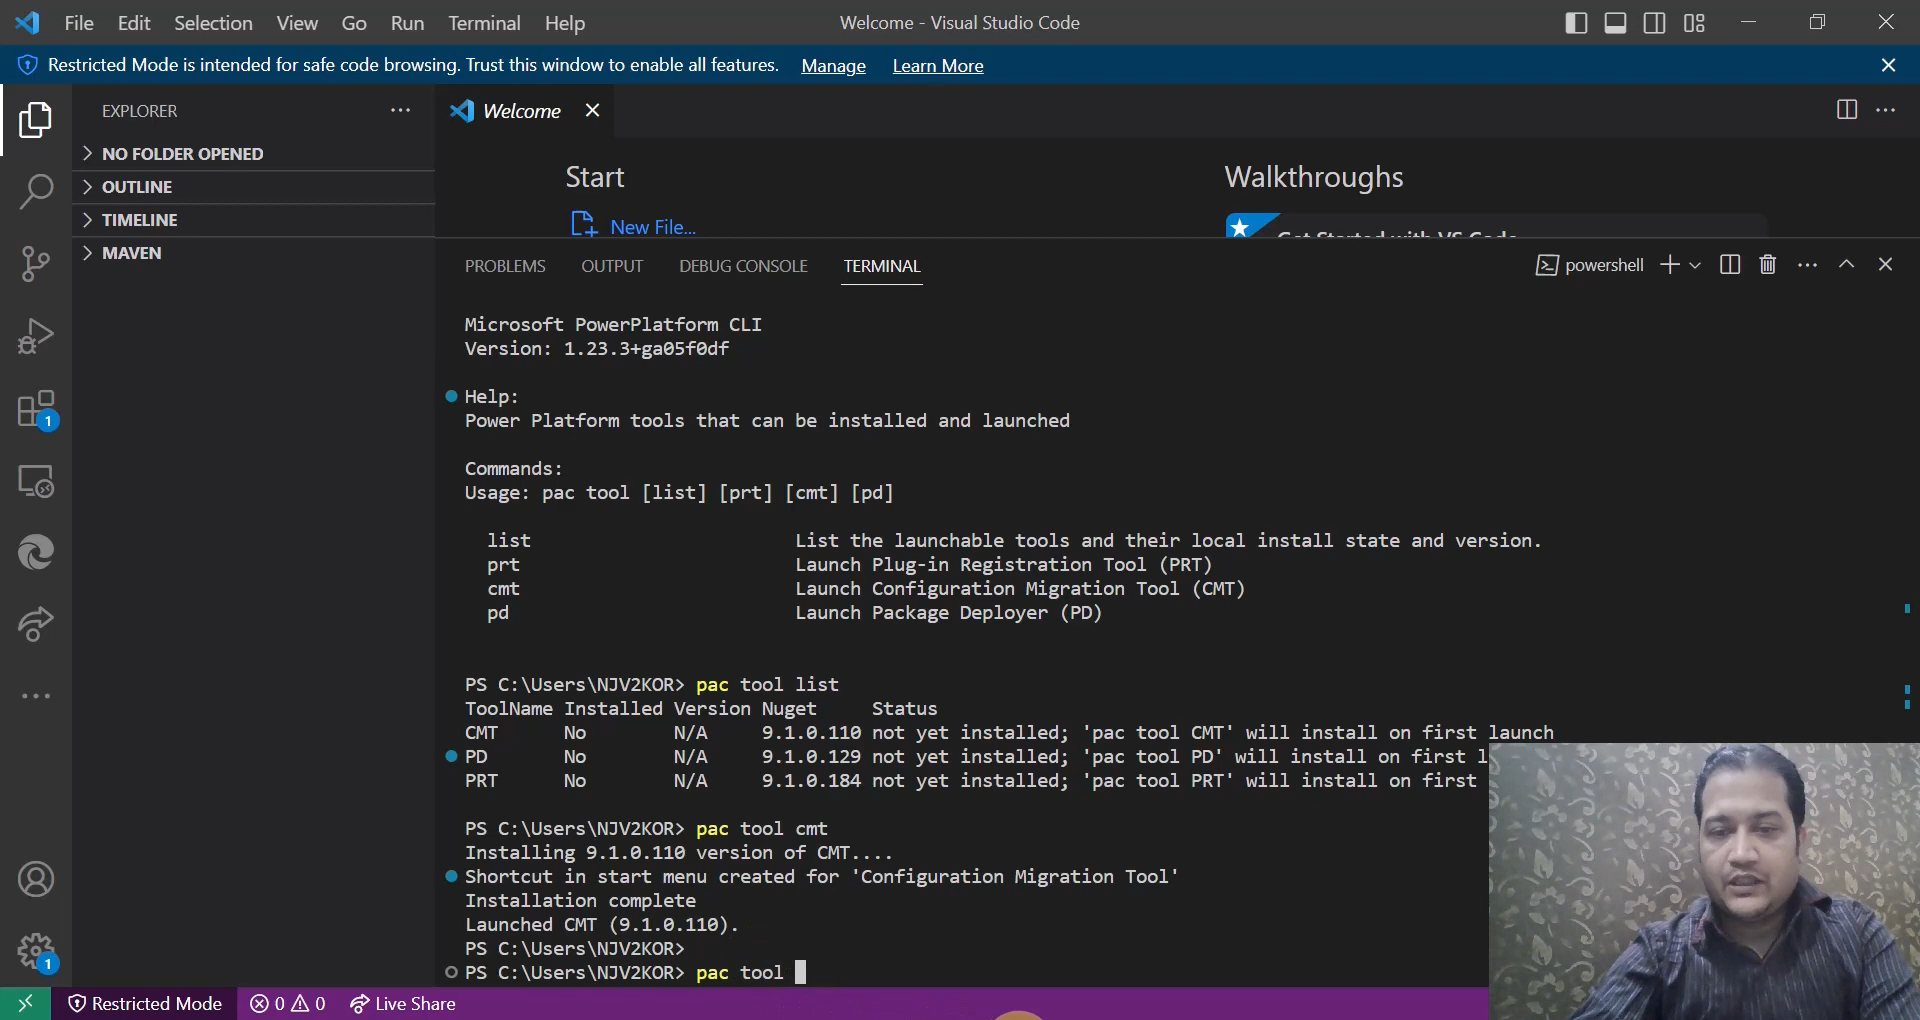 File Edit Selection View Go Run Terminal Help Welcome - Visual Studio Code
Restricted Mode is intended for safe code browsing. Trust this window to enable all features. Manage Learn More
EXPLORER
NO FOLDER OPENED
OUTLINE
TIMELINE
MAVEN
Welcome
Start
New File...
Walkthroughs
Get Started with VS Code
PROBLEMS OUTPUT DEBUG CONSOLE TERMINAL powershell
Microsoft PowerPlatform CLI
Version: 1.23.3+ga05f0df
Help:
Power Platform tools that can be installed and launched
Commands:
Usage: pac tool [list] [prt] [cmt] [pd]
list List the launchable tools and their local install state and version.
prt Launch Plug-in Registration Tool (PRT)
cmt Launch Configuration Migration Tool (CMT)
pd Launch Package Deployer (PD)
PS C:\Users\NJV2KOR> pac tool list
ToolName Installed Version Nuget Status
CMT No N/A 9.1.0.110 not yet installed; 'pac tool CMT' will install on first launch
PD No N/A 9.1.0.129 not yet installed; 'pac tool PD' will install on first l
PRT No N/A 9.1.0.184 not yet installed; 'pac tool PRT' will install on first
PS C:\Users\NJV2KOR> pac tool cmt
Installing 9.1.0.110 version of CMT....
Shortcut in start menu created for 'Configuration Migration Tool'
Installation complete
Launched CMT (9.1.0.110).
PS C:\Users\NJV2KOR>
PS C:\Users\NJV2KOR> pac tool
1
1
Restricted Mode 0 0 Live Share